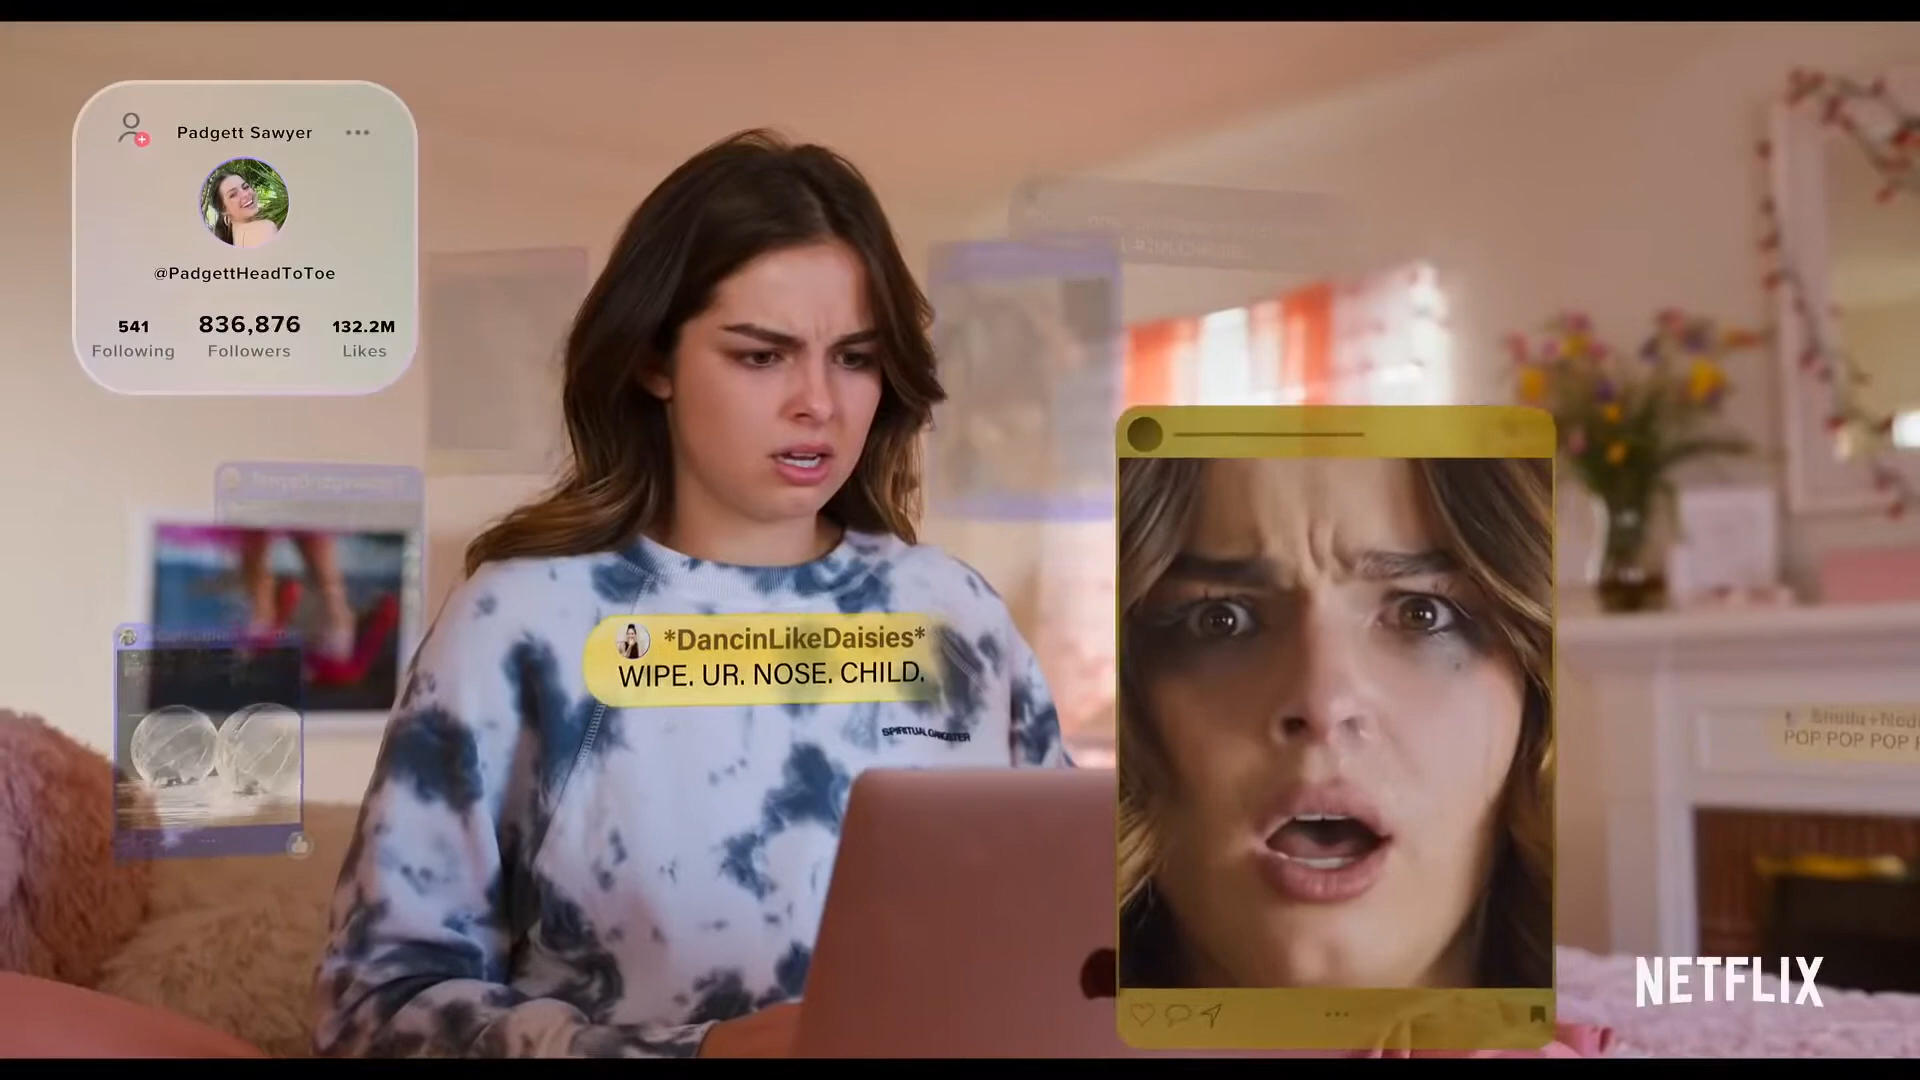 Padgett Sawyer
@PadgettHeadToToe
541
836,876
132.2M
Following
Followers
Likes
*DancinLikeDaisies*
WIPE. UR. NOSE. CHILD.
SPIRITUAL GANGSTER
POP POP POP
NETFLIX